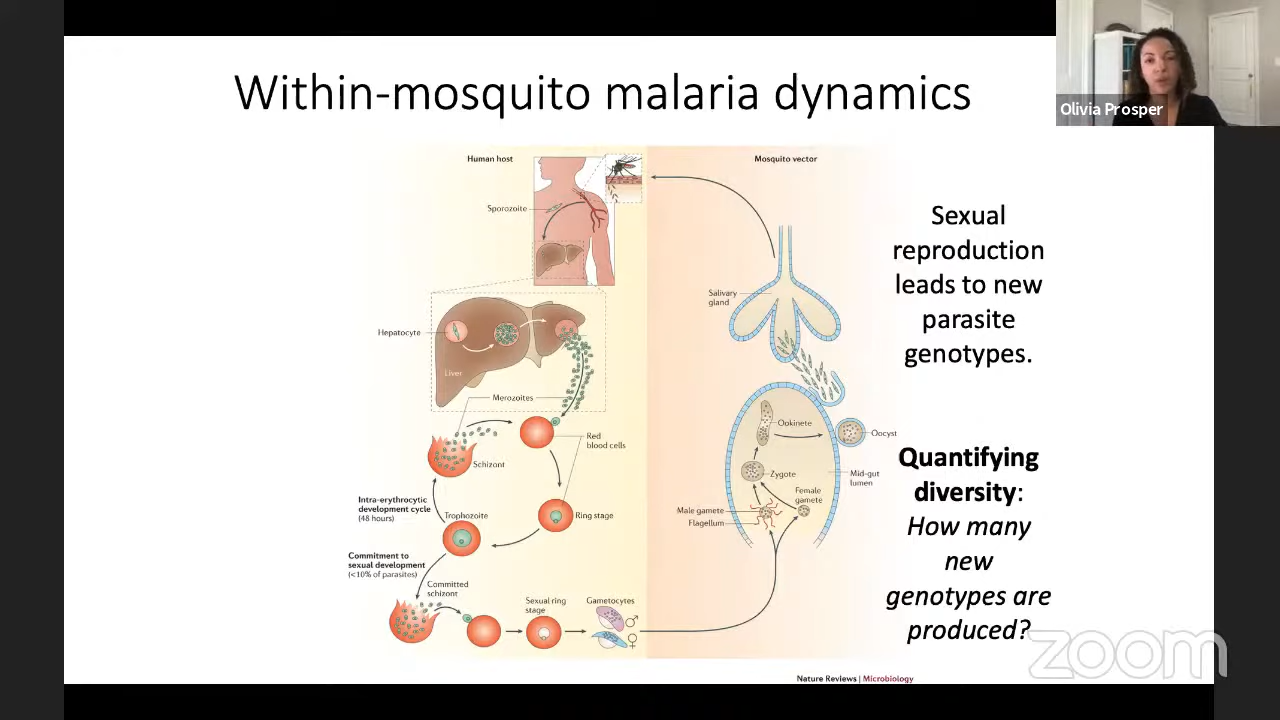 Within-mosquito malaria dynamics
Olivia Prosper
Human host
Mosquito vector
Sporozoite
Hepatocyte
Liver
Merozoites
Schizont
Red
blood cells
Intra-erythrocytic
development cycle
(48 hours)
Trophozoite
Ring stage
Commitment to
sexual development
(<10% of parasites)
Committed
schizont
Sexual ring
stage
Gametocytes
Salivary
gland
Ookinete
Oocyst
Zygote
Mid-gut
lumen
Female
gamete
Male gamete
Flagellum
Sexual
reproduction
leads to new
parasite
genotypes.
Quantifying
diversity:
How many
new
genotypes are
produced?
Nature Reviews | Microbiology
zoom